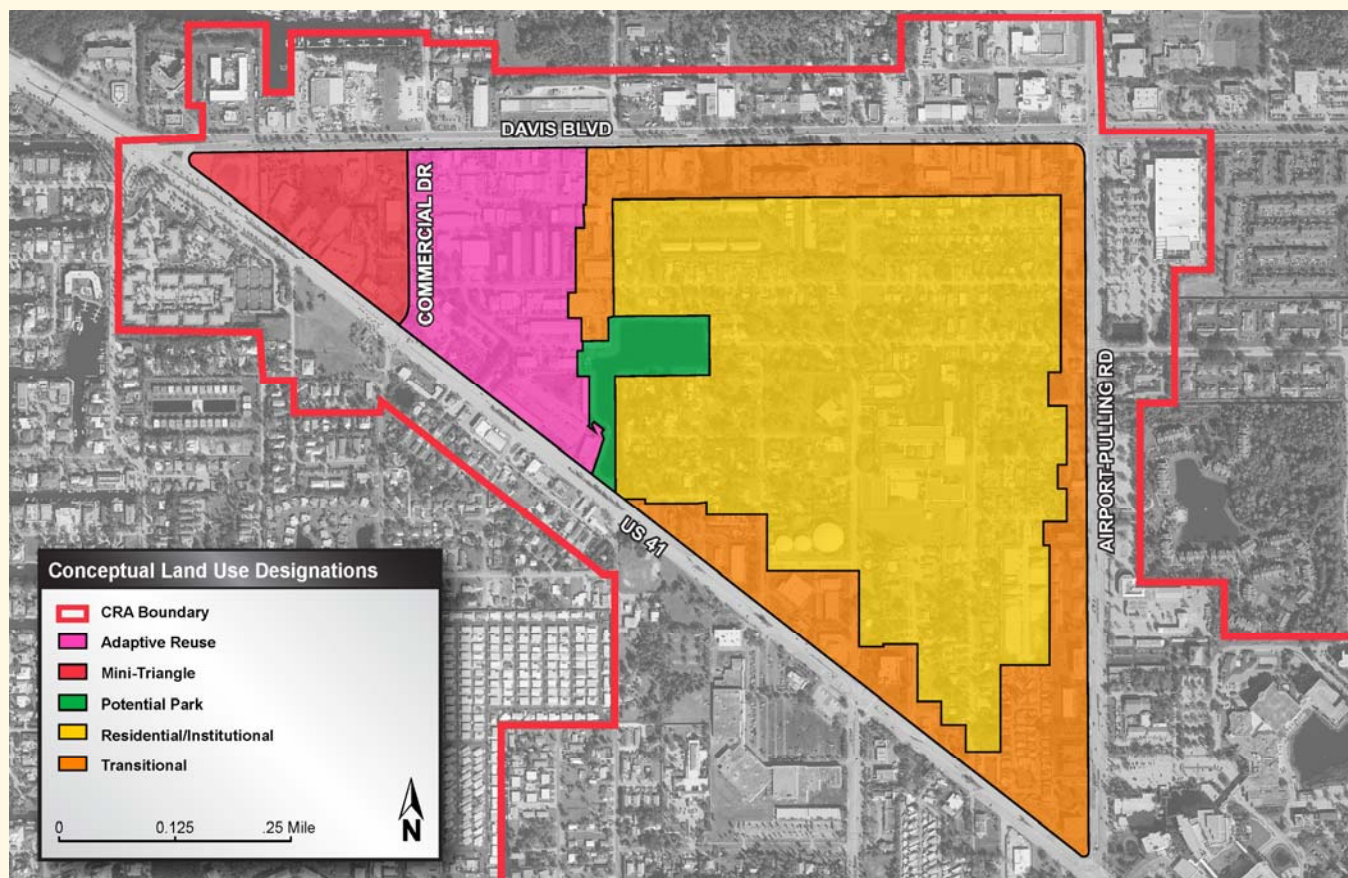 DAVIS BLVD
COMMERCIAL DR
AIRPORT-PULLING RD
US 41
Conceptual Land Use Designations
CRA Boundary
Adaptive Reuse
Mini-Triangle
Potential Park
Residential/Institutional
Transitional
0 0.125 .25 Mile
N